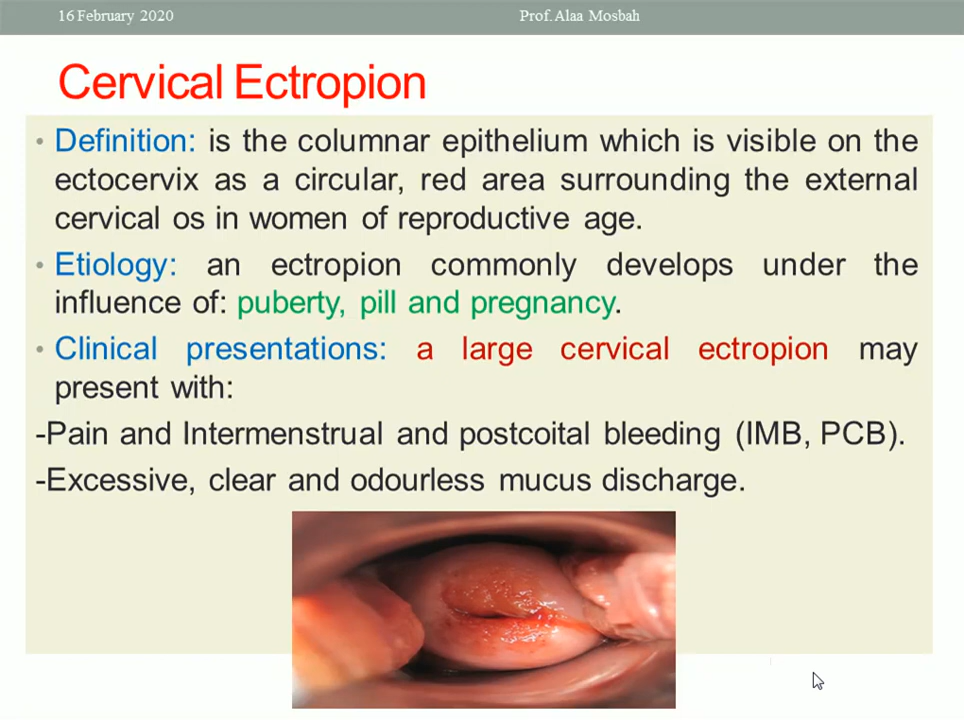 16 February 2020
Prof. Alaa Mosbah
Cervical Ectropion
• Definition: is the columnar epithelium which is visible on the
ectocervix as a circular, red area surrounding the external
cervical os in women of reproductive age.
• Etiology: an ectropion commonly develops under the
influence of: puberty, pill and pregnancy.
• Clinical presentations: a large cervical ectropion may
present with:
-Pain and Intermenstrual and postcoital bleeding (IMB, PCB).
-Excessive, clear and odourless mucus discharge.